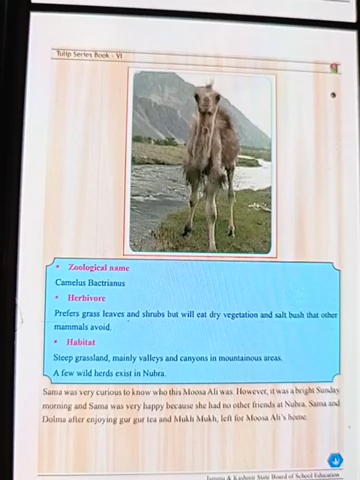 Tulip Series Book - VI
• Zoological name
Camelus Bactrianus
• Herbivore
Prefers grass leaves and shrubs but will eat dry vegetation and salt bush that other
mammals avoid.
• Habitat
Steep grassland, mainly valleys and canyons in mountainous areas.
A few wild herds exist in Nubra.
Sama was very curious to know who this Moosa Ali was. However, it was a bright Sunday
morning and Sama was very happy because she had no other friends at Nubra. Sama and
Dolma after enjoying gur gur tea and Mukh Mukh, left for Moosa Ali's home.
Jammu & Kashmir State Board of School Education